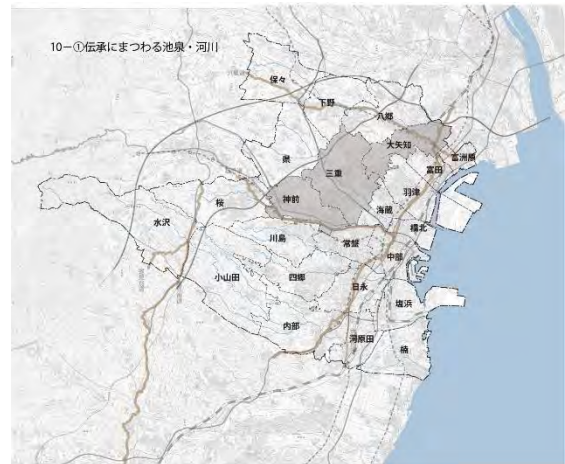 10-①伝承にまつわる池泉・河川
保々
下野
八郷
大矢知
富洲原
富田
県
三重
羽津
神前
海蔵
桜
水沢
橋北
川島
常磐
中部
小山田
四郷
日永
塩浜
内部
河原田
楠